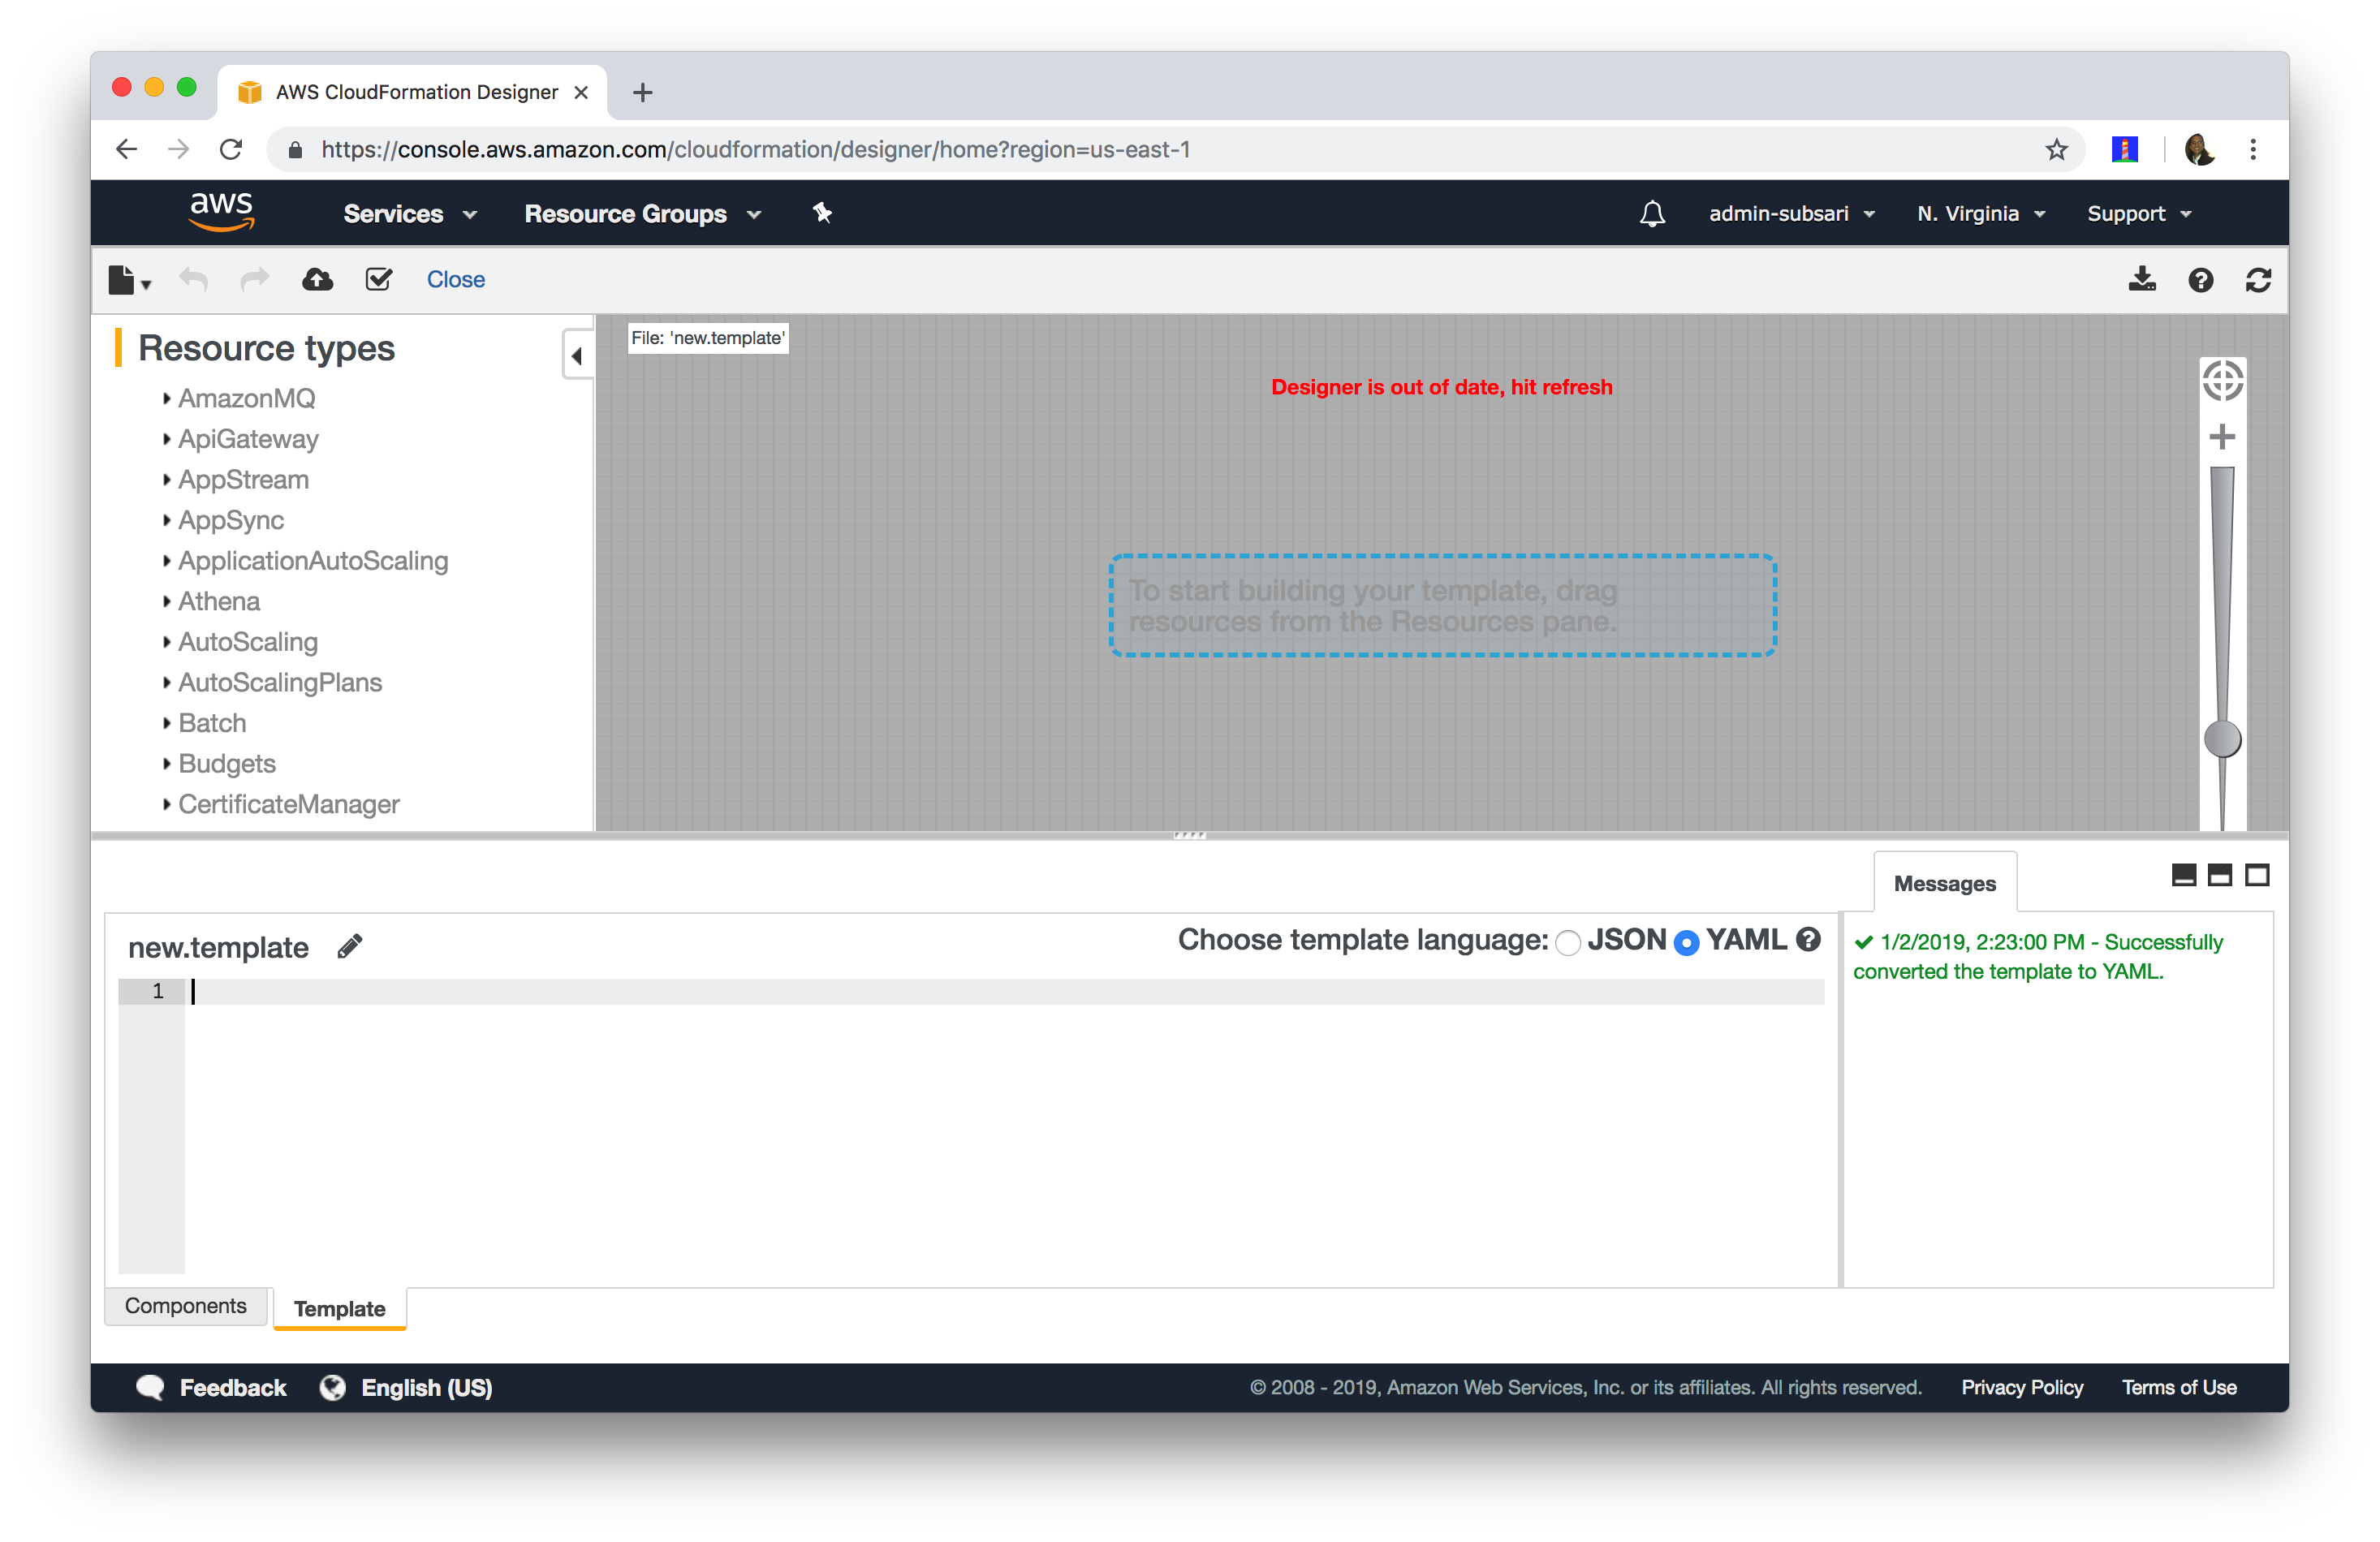 AWS CloudFormation Designer
https://console.aws.amazon.com/cloudformation/designer/home?region=us-east-1
aws Services Resource Groups admin-subsari N. Virginia Support
Close
Resource types
AmazonMQ
ApiGateway
AppStream
AppSync
ApplicationAutoScaling
Athena
AutoScaling
AutoScalingPlans
Batch
Budgets
CertificateManager
File: 'new.template'
Designer is out of date, hit refresh
To start building your template, drag
resources from the Resources pane.
new.template
Choose template language: JSON YAML
1
Messages
1/2/2019, 2:23:00 PM - Successfully
converted the template to YAML.
Components Template
Feedback English (US) © 2008 - 2019, Amazon Web Services, Inc. or its affiliates. All rights reserved. Privacy Policy Terms of Use